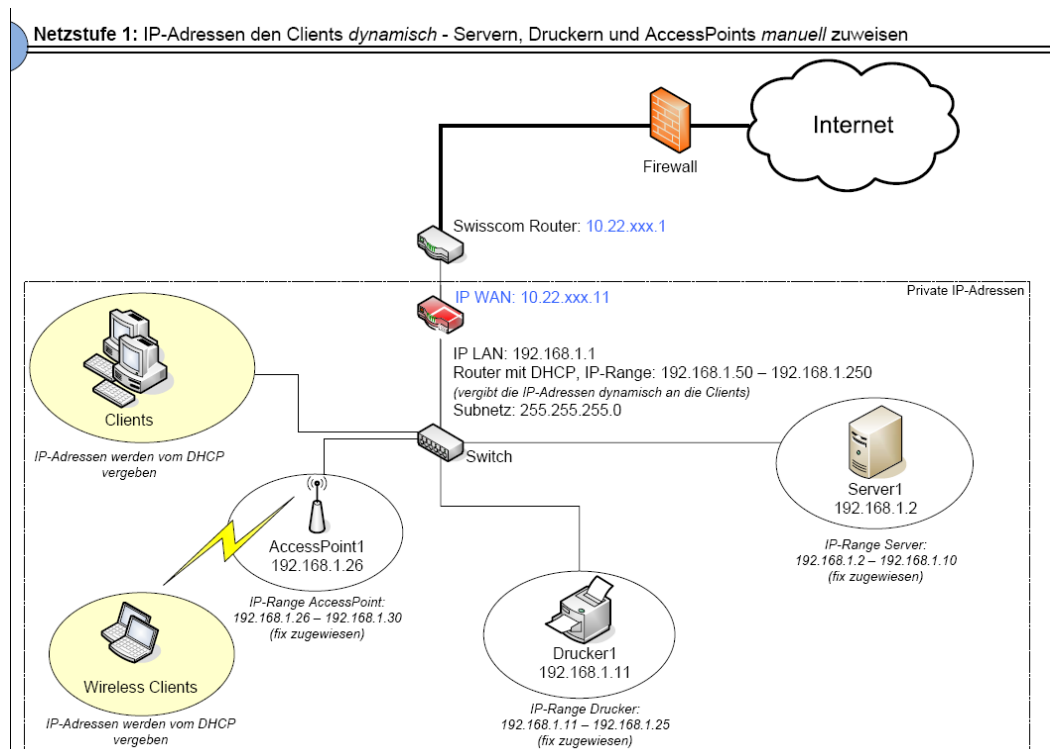 Netzstufe 1: IP-Adressen den Clients dynamisch - Servern, Druckern und AccessPoints manuell zuweisen
Internet
Firewall
Swisscom Router: 10.22.xxx.1
Private IP-Adressen
IP WAN: 10.22.xxx.11
IP LAN: 192.168.1.1
Router mit DHCP, IP-Range: 192.168.1.50 – 192.168.1.250
(vergibt die IP-Adressen dynamisch an die Clients)
Subnetz: 255.255.255.0
Clients
IP-Adressen werden vom DHCP
vergeben
Switch
Server1
192.168.1.2
IP-Range Server:
192.168.1.2 – 192.168.1.10
(fix zugewiesen)
AccessPoint1
192.168.1.26
IP-Range AccessPoint:
192.168.1.26 – 192.168.1.30
(fix zugewiesen)
Drucker1
192.168.1.11
IP-Range Drucker:
192.168.1.11 – 192.168.1.25
(fix zugewiesen)
Wireless Clients
IP-Adressen werden vom DHCP
vergeben